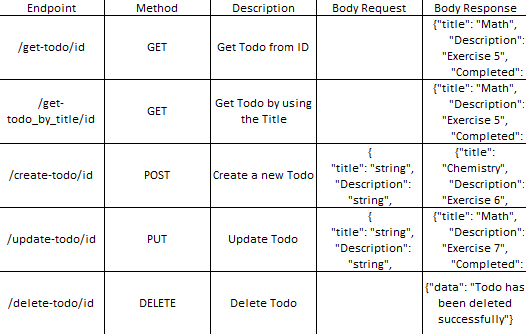 Endpoint Method Description Body Request Body Response
/get-todo/id GET Get Todo from ID {"title": "Math",
"Description":
"Exercise 5",
"Completed":
/get-
todo_by_title/id GET Get Todo by using
the Title {"title": "Math",
"Description":
"Exercise 5",
"Completed":
/create-todo/id POST Create a new Todo {
"title": "string",
"Description":
"string", {"title":
"Chemistry",
"Description":
"Exercise 6",
/update-todo/id PUT Update Todo {
"title": "string",
"Description":
"string", {"title": "Math",
"Description":
"Exercise 7",
"Completed":
/delete-todo/id DELETE Delete Todo {"data": "Todo has
been deleted
successfully"}